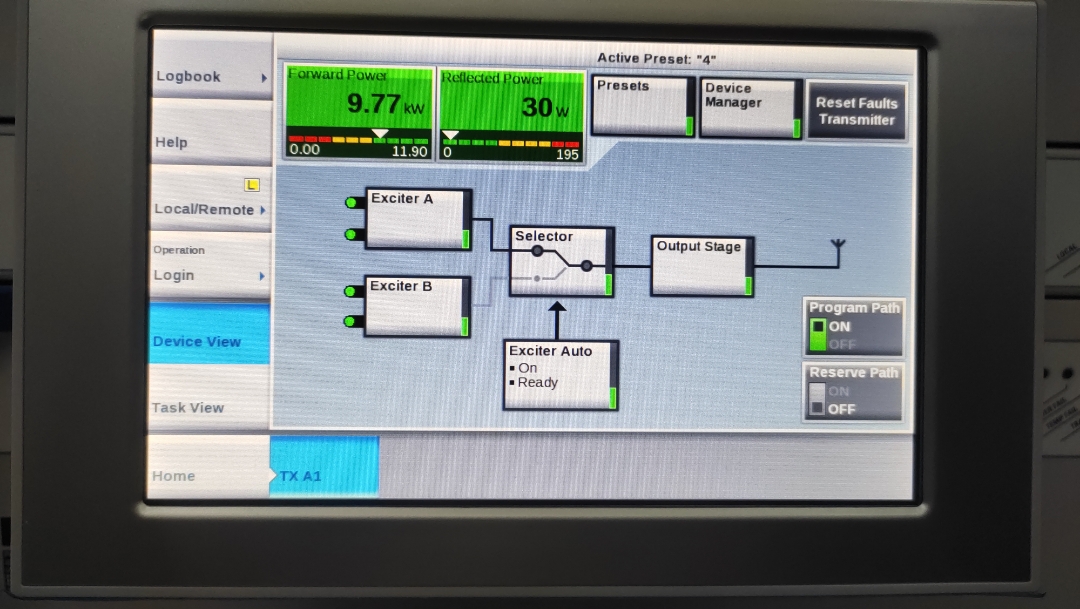 Active Preset: "4"
Logbook
Help
L
Local/Remote
Operation
Login
Device View
Task View
Home
TX A1
Forward Power
9.77 kW
0.00 11.90
Reflected Power
30 W
0 195
Presets
Device
Manager
Reset Faults
Transmitter
Exciter A
Exciter B
Selector
Output Stage
Exciter Auto
On
Ready
Program Path
ON
OFF
Reserve Path
ON
OFF